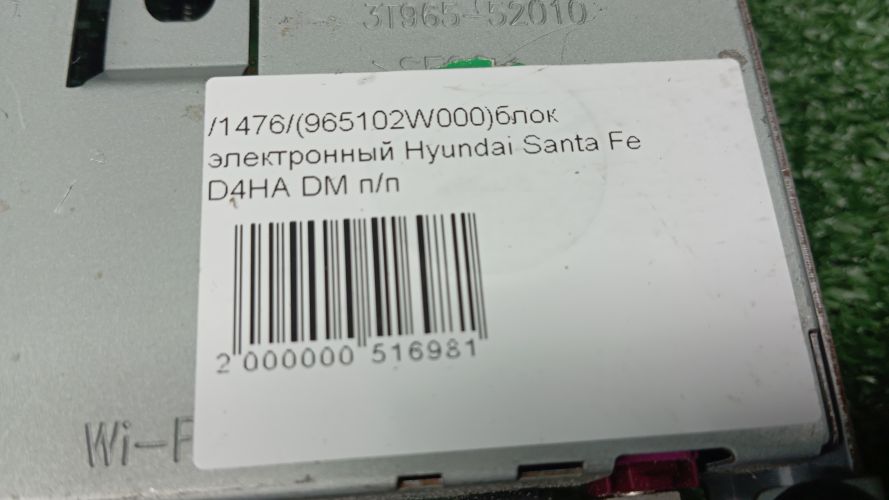 3T965-52010
/1476/(965102W000)блок
электронный Hyundai Santa Fe
D4HA DM п/п
2 000000 516981
Wi-F